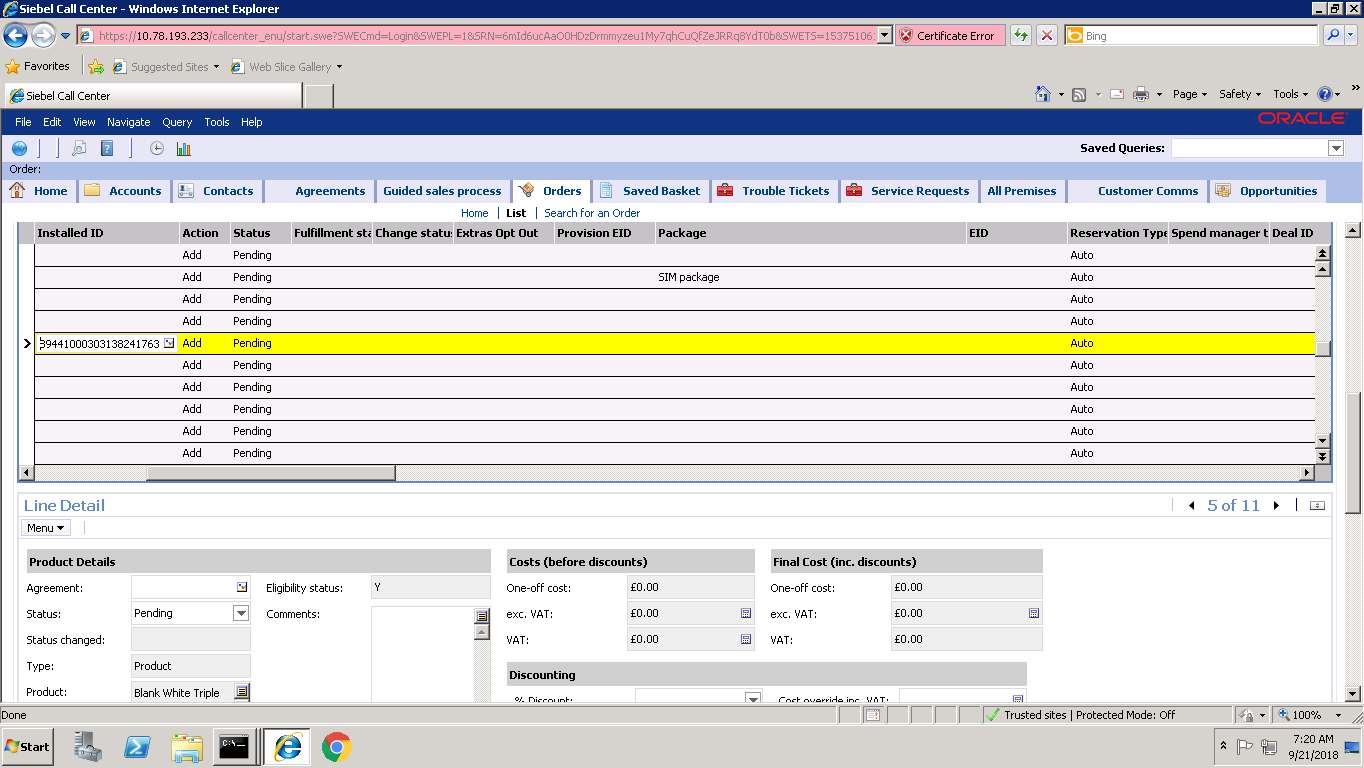 Siebel Call Center - Windows Internet Explorer
https://10.78.193.233/callcenter_enu/start.swe?SWECmd=Login&SWEPL=1&SRN=6mId6ucAaO0HDzDrmmyzeu1My7qhCuQfZeJRRq8YdT0b&SWETS=15375106 Certificate Error Bing
Favorites Suggested Sites Web Slice Gallery
Siebel Call Center Page Safety Tools
File Edit View Navigate Query Tools Help ORACLE
Saved Queries:
Order:
Home Accounts Contacts Agreements Guided sales process Orders Saved Basket Trouble Tickets Service Requests All Premises Customer Comms Opportunities
Home List Search for an Order
Installed ID Action Status Fulfillment sta Change status Extras Opt Out Provision EID Package EID Reservation Type Spend manager t Deal ID
Add Pending Auto
Add Pending SIM package Auto
Add Pending Auto
Add Pending Auto
89441000303138241763 Add Pending Auto
Add Pending Auto
Add Pending Auto
Add Pending Auto
Add Pending Auto
Add Pending Auto
Line Detail 5 of 11
Menu
Product Details Costs (before discounts) Final Cost (inc. discounts)
Agreement: Eligibility status: Y One-off cost: £0.00 One-off cost: £0.00
Status: Pending Comments: exc. VAT: £0.00 exc. VAT: £0.00
Status changed: VAT: £0.00 VAT: £0.00
Type: Product
Discounting
Product: Blank White Triple % Discount: Cost override inc. VAT:
Done Trusted sites | Protected Mode: Off 100%
Start 7:20 AM
9/21/2018